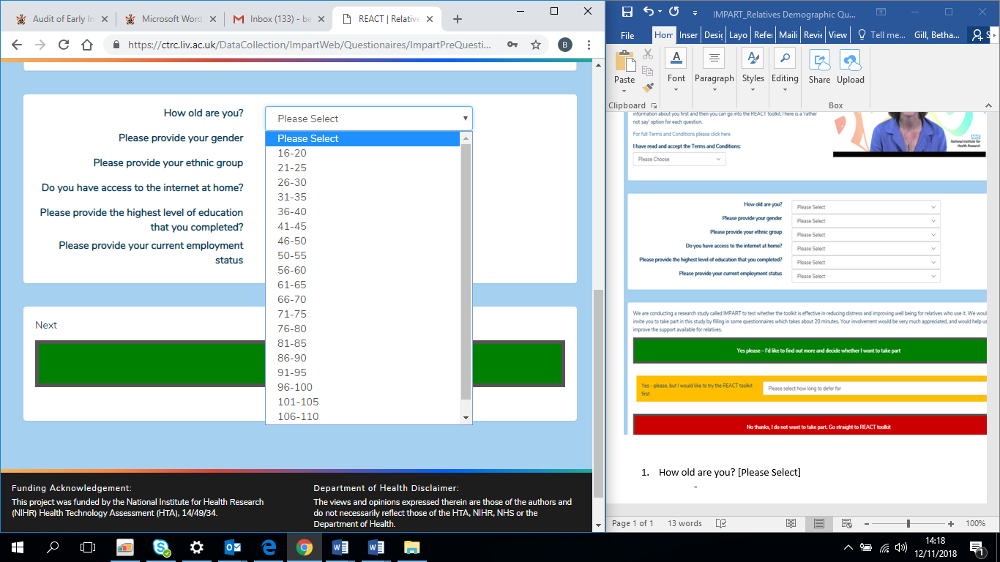 Audit of Early In
Microsoft Word
Inbox (133) - be
REACT | Relative
https://ctrc.liv.ac.uk/DataCollection/ImpartWeb/Questionaires/ImpartPreQuesti...
B
How old are you?
Please Select
Please provide your gender
Please provide your ethnic group
Do you have access to the internet at home?
Please provide the highest level of education
that you completed?
Please provide your current employment
status
Please Select
16-20
21-25
26-30
31-35
36-40
41-45
46-50
50-55
56-60
61-65
66-70
71-75
76-80
81-85
86-90
91-95
96-100
101-105
106-110
Next
Funding Acknowledgement:
This project was funded by the National Institute for Health Research
(NIHR) Health Technology Assessment (HTA), 14/49/34.
Department of Health Disclaimer:
The views and opinions expressed therein are those of the authors and
do not necessarily reflect those of the HTA, NIHR, NHS or the
Department of Health.
IMPART_Relatives Demographic Qu...
File Hom Inser Desig Layo Refer Maili Revie View Tell me... Gill, Betha... S
Paste
Font
Paragraph
Styles
Editing
Share
Upload
Clipboard
Box
information about you first and then you can go into the REACT toolkit.There is a 'rather
not say' option for each question.
For full Terms and Conditions please click here
I have read and accept the Terms and Conditions:
Please Choose
NHS
National Institute for
Health Research
How old are you? Please Select
Please provide your gender Please Select
Please provide your ethnic group Please Select
Do you have access to the internet at home? Please Select
Please provide the highest level of education that you completed? Please Select
Please provide your current employment status Please Select
We are conducting a research study called IMPART to test whether the toolkit is effective in reducing distress and improving well being for relatives who use it. We woul
invite you to take part in this study by filling in some questionnaires which takes about 20 minutes. Your involvement would be very much appreciated, and would help us
improve the support available for relatives.
Yes please – I'd like to find out more and decide whether I want to take part
Yes - please, but I would like to try the REACT toolkit
first
Please select how long to defer for
No thanks, I do not want to take part. Go straight to REACT toolkit
1. How old are you? [Please Select]
-
Page 1 of 1 13 words
100%
14:18
12/11/2018
1